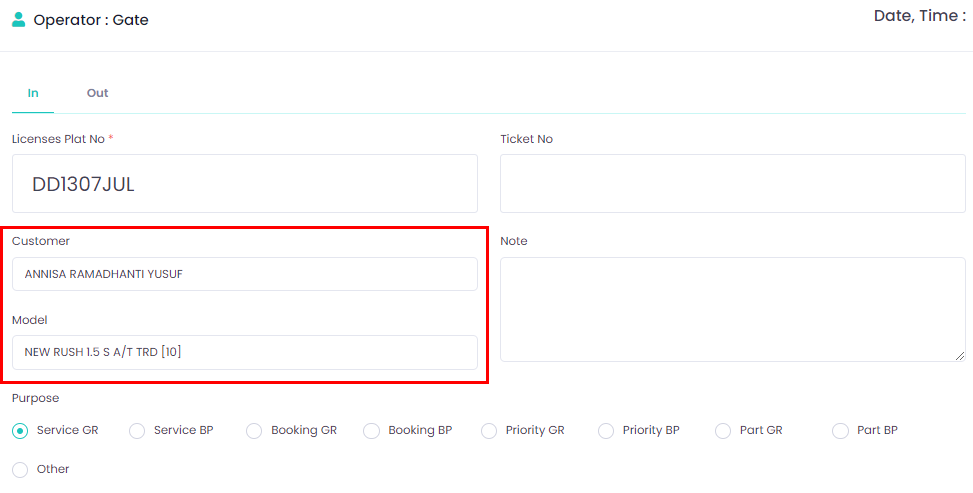 Operator : Gate
Date, Time :
In
Out
Licenses Plat No *
Ticket No
DD1307JUL
Customer
Note
ANNISA RAMADHANTI YUSUF
Model
NEW RUSH 1.5 S A/T TRD [10]
Purpose
Service GR
Service BP
Booking GR
Booking BP
Priority GR
Priority BP
Part GR
Part BP
Other